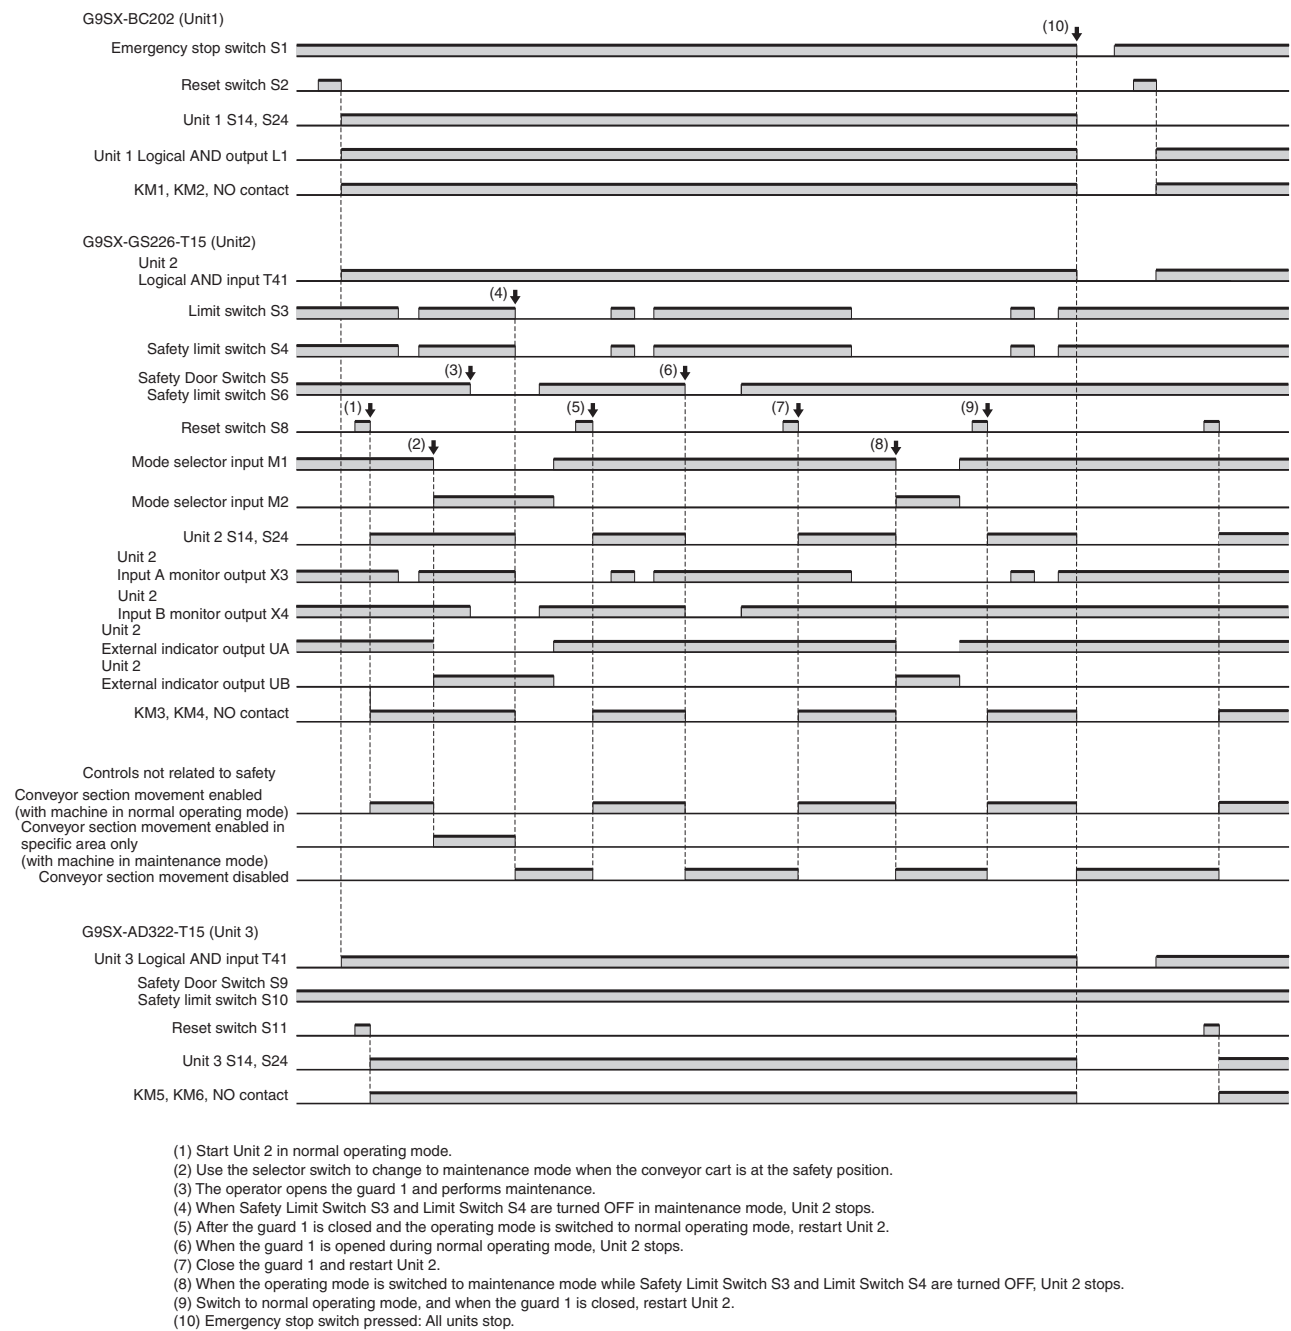 G9SX-BC202 (Unit1)
(10)
Emergency stop switch S1
Reset switch S2
Unit 1 S14, S24
Unit 1 Logical AND output L1
KM1, KM2, NO contact
G9SX-GS226-T15 (Unit2)
Unit 2
Logical AND input T41
(4)
Limit switch S3
Safety limit switch S4
(3)
(6)
Safety Door Switch S5
Safety limit switch S6
(1)
(5)
(7)
(9)
Reset switch S8
(2)
(8)
Mode selector input M1
Mode selector input M2
Unit 2 S14, S24
Unit 2
Input A monitor output X3
Unit 2
Input B monitor output X4
Unit 2
External indicator output UA
Unit 2
External indicator output UB
KM3, KM4, NO contact
Controls not related to safety
Conveyor section movement enabled
(with machine in normal operating mode)
Conveyor section movement enabled in
specific area only
(with machine in maintenance mode)
Conveyor section movement disabled
G9SX-AD322-T15 (Unit 3)
Unit 3 Logical AND input T41
Safety Door Switch S9
Safety limit switch S10
Reset switch S11
Unit 3 S14, S24
KM5, KM6, NO contact
(1) Start Unit 2 in normal operating mode.
(2) Use the selector switch to change to maintenance mode when the conveyor cart is at the safety position.
(3) The operator opens the guard 1 and performs maintenance.
(4) When Safety Limit Switch S3 and Limit Switch S4 are turned OFF in maintenance mode, Unit 2 stops.
(5) After the guard 1 is closed and the operating mode is switched to normal operating mode, restart Unit 2.
(6) When the guard 1 is opened during normal operating mode, Unit 2 stops.
(7) Close the guard 1 and restart Unit 2.
(8) When the operating mode is switched to maintenance mode while Safety Limit Switch S3 and Limit Switch S4 are turned OFF, Unit 2 stops.
(9) Switch to normal operating mode, and when the guard 1 is closed, restart Unit 2.
(10) Emergency stop switch pressed: All units stop.